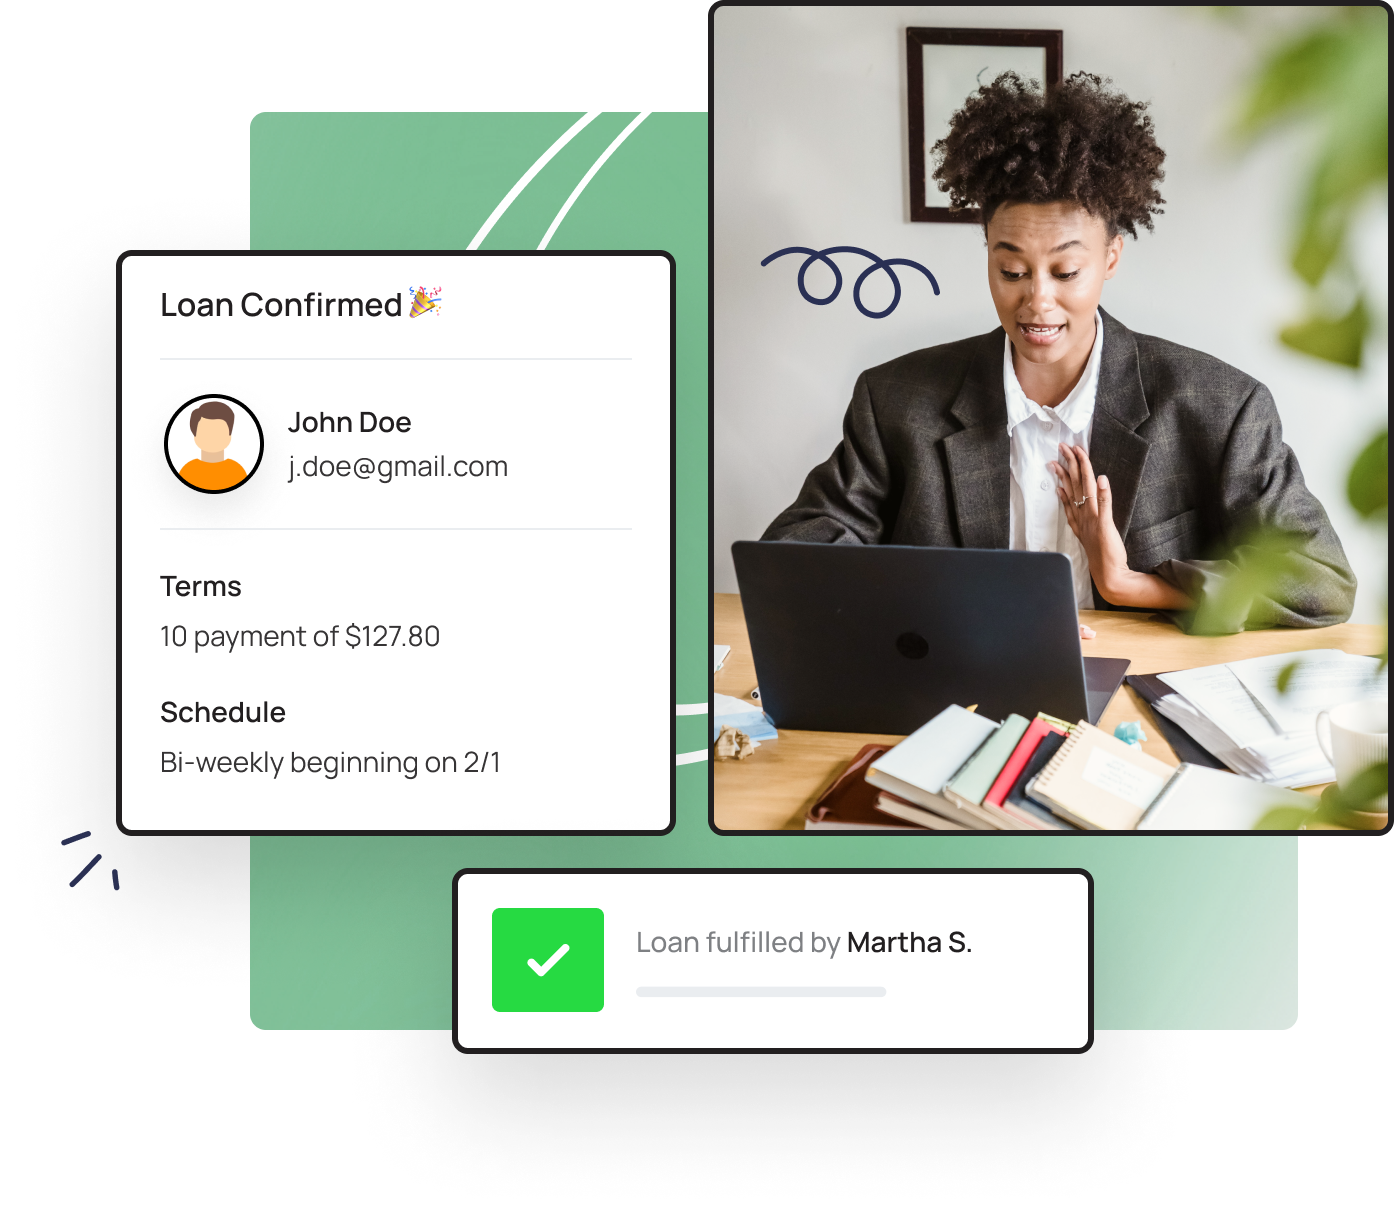 Loan Confirmed🎉
John Doe
j.doe@gmail.com
Terms
10 payment of $127.80
Schedule
Bi-weekly beginning on 2/1
Loan fulfilled by Martha S.